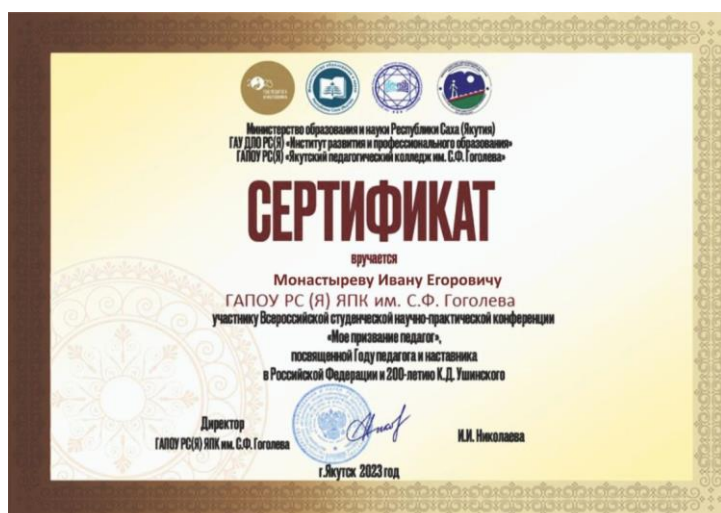 Министерство образования и науки Республики Саха (Якутия)
ГАУ ДПО РС(Я) «Институт развития и профессионального образования»
ГАПОУ РС(Я) «Якутский педагогический колледж им. С.Ф. Гоголева»
СЕРТИФИКАТ
вручается
Монастыреву Ивану Егоровичу
ГАПОУ РС (Я) ЯПК им. С.Ф. Гоголева
участнику Всероссийской студенческой научно-практической конференции
«Мое призвание педагог»,
посвященной Году педагога и наставника
в Российской Федерации и 200-летию К.Д. Ушинского
Директор
ГАПОУ РС(Я) ЯПК им. С.Ф. Гоголева
И.И. Николаева
г.Якутск 2023 год